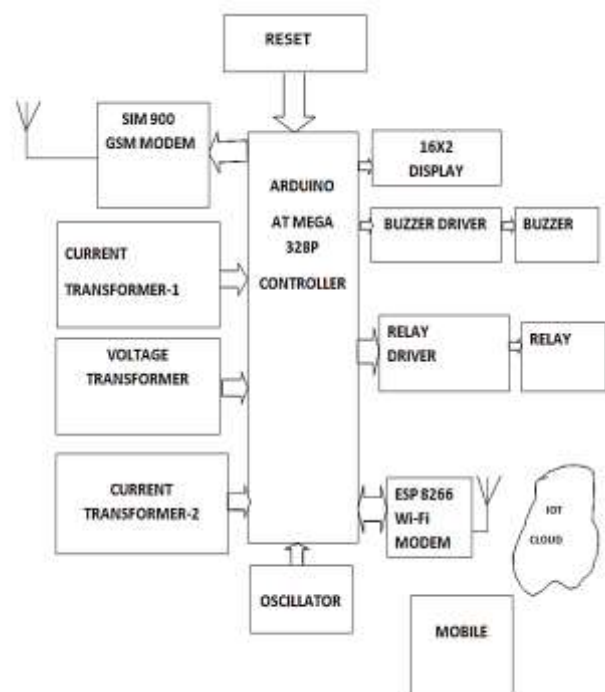 RESET
SIM 900
GSM MODEM
16X2
DISPLAY
ARDUINO
AT MEGA
328P
CONTROLLER
BUZZER DRIVER
BUZZER
CURRENT
TRANSFORMER-1
RELAY
DRIVER
RELAY
VOLTAGE
TRANSFORMER
CURRENT
TRANSFORMER-2
ESP 8266
Wi-Fi
MODEM
IOT
CLOUD
OSCILLATOR
MOBILE